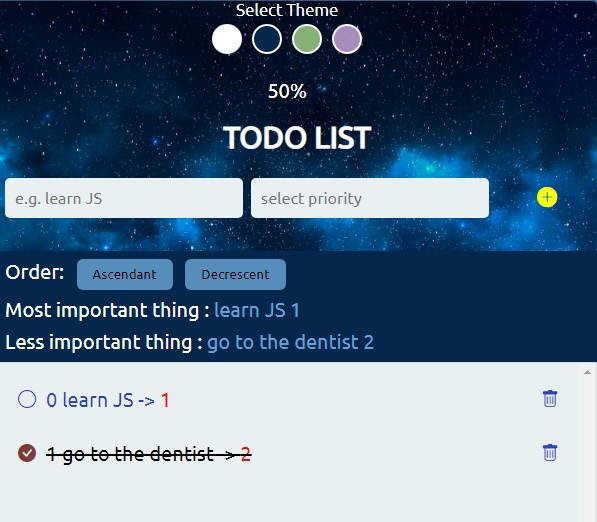 Select Theme
50%
TODO LIST
e.g. learn JS select priority
Order: Ascendant Decrescent
Most important thing : learn JS 1
Less important thing : go to the dentist 2
0 learn JS -> 1
1 go to the dentist -> 2